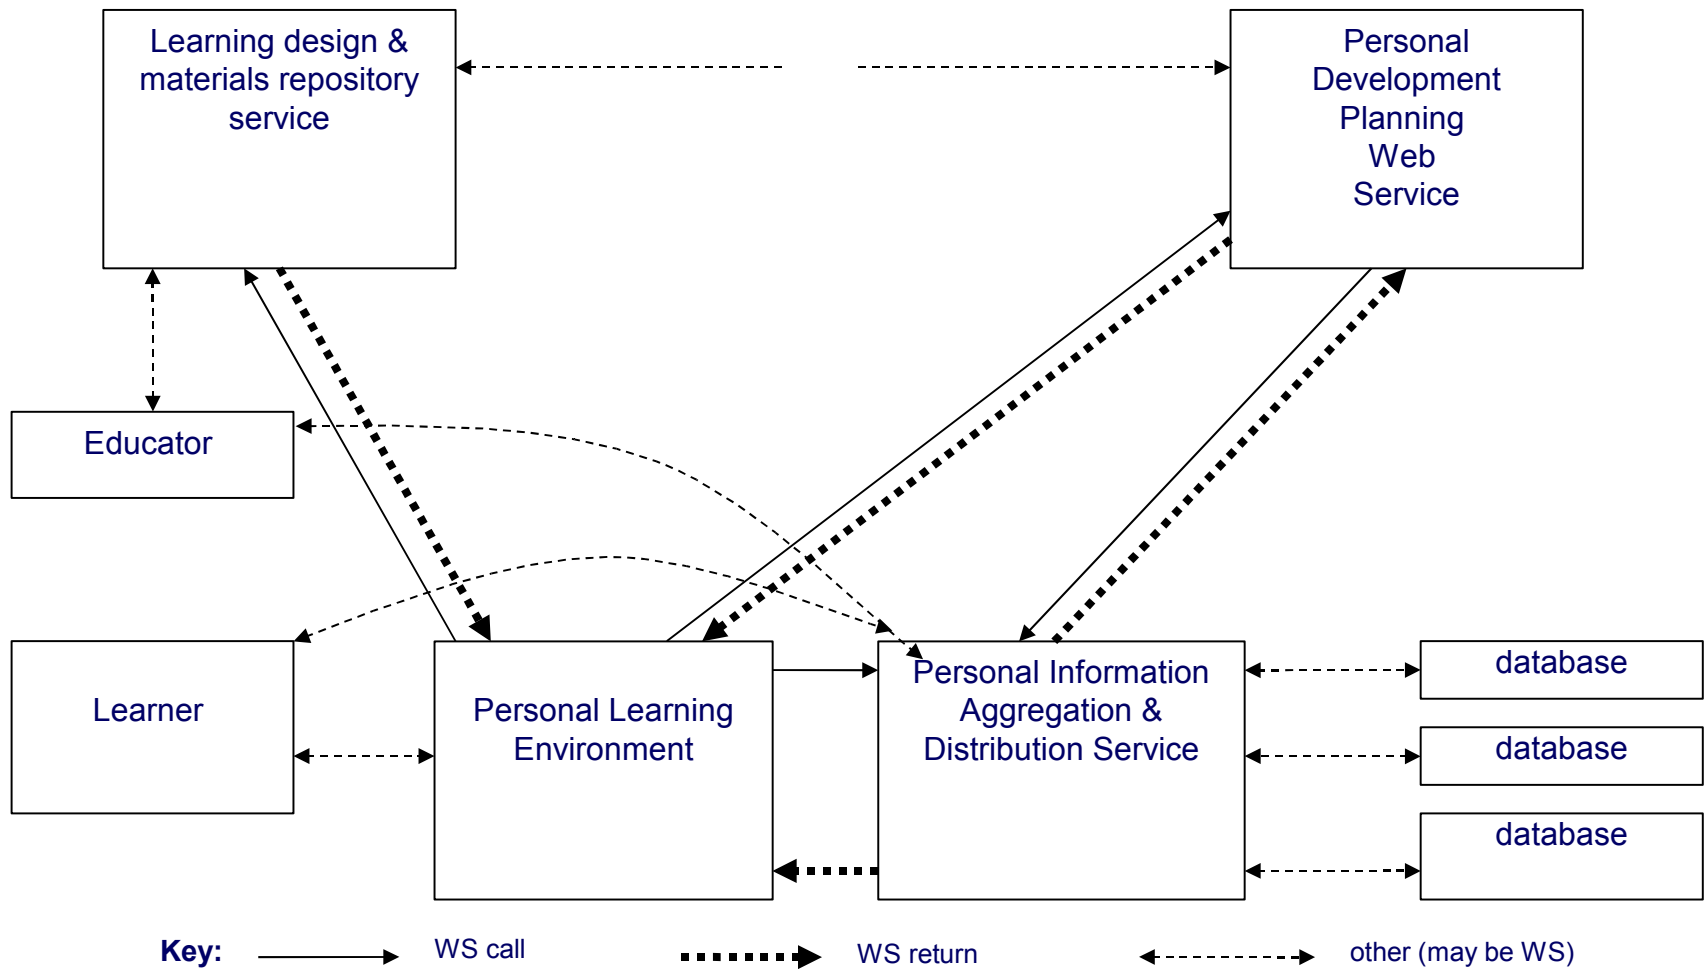 Learning design &
materials repository
service
Personal
Development
Planning
Web
Service
Educator
Learner
Personal Learning
Environment
Personal Information
Aggregation &
Distribution Service
database
database
database
Key:
WS call
WS return
other (may be WS)